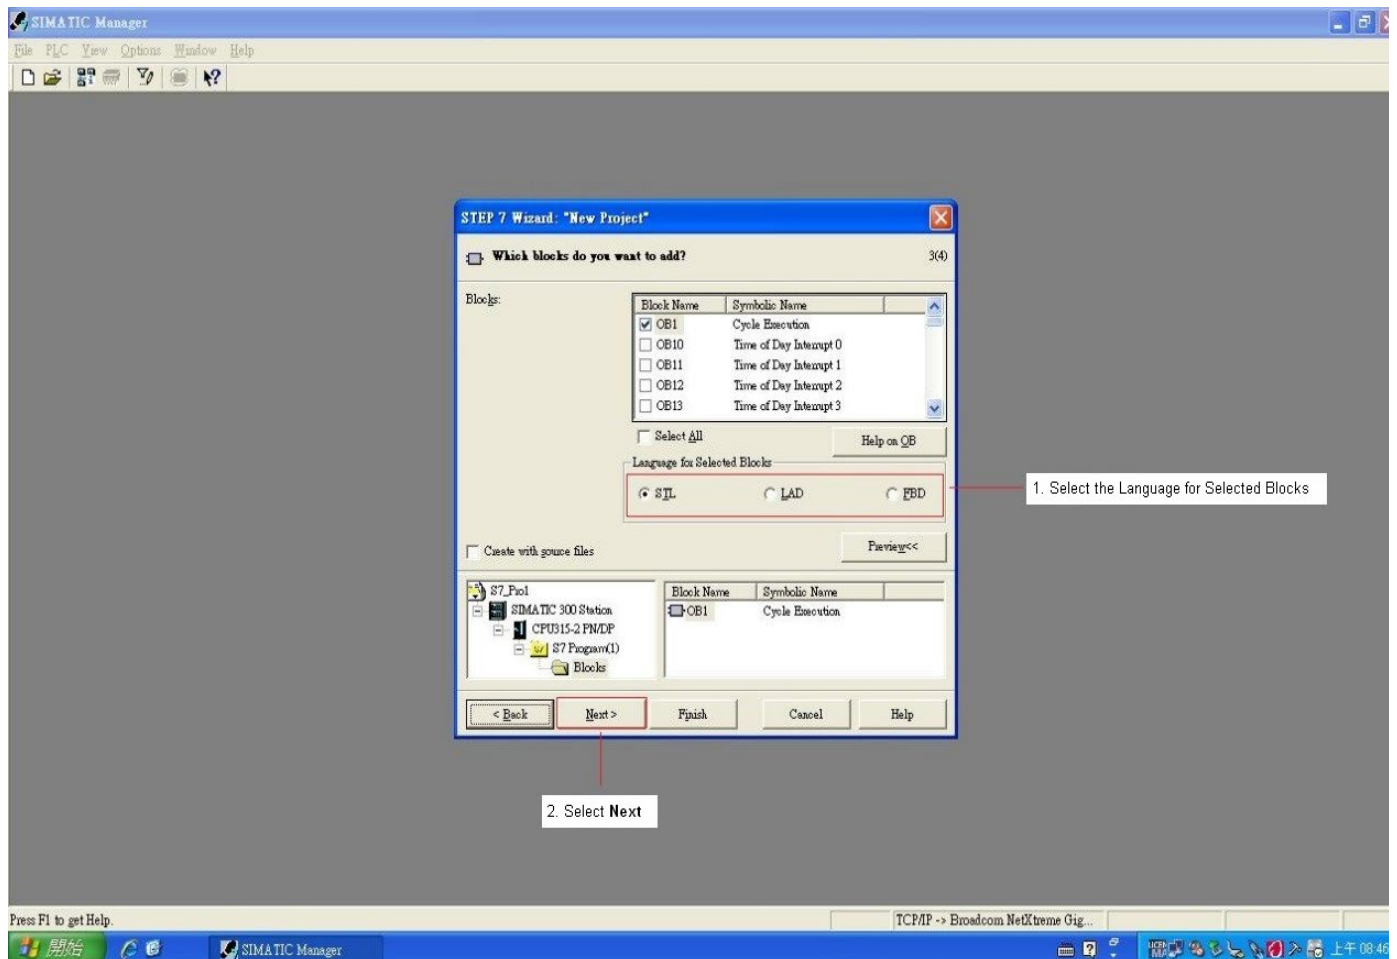 SIMATIC Manager
File PLC View Options Window Help
STEP 7 Wizard: "New Project"
Which blocks do you want to add? 3(4)
Blocks:
Block Name Symbolic Name
OB1 Cycle Execution
OB10 Time of Day Interrupt 0
OB11 Time of Day Interrupt 1
OB12 Time of Day Interrupt 2
OB13 Time of Day Interrupt 3
Select All
Help on OB
Language for Selected Blocks
STL LAD FBD
1. Select the Language for Selected Blocks
Create with source files
Preview<<
S7_Pro1
SIMATIC 300 Station
CPU315-2 PN/DP
S7 Program(1)
Blocks
Block Name Symbolic Name
OB1 Cycle Execution
< Back Next > Finish Cancel Help
2. Select Next
Press F1 to get Help.
TCP/IP -> Broadcom NetXtreme Gig...
開始
SIMATIC Manager
上午 08:46